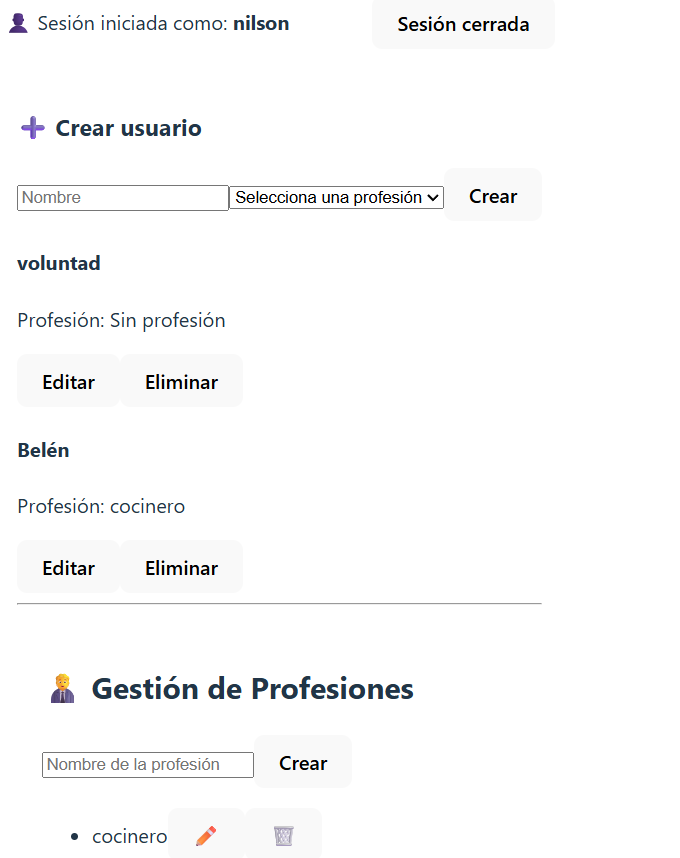 Sesión iniciada como: nilson
Sesión cerrada
Crear usuario
Nombre
Selecciona una profesión
Crear
voluntad
Profesión: Sin profesión
Editar
Eliminar
Belén
Profesión: cocinero
Editar
Eliminar
Gestión de Profesiones
Nombre de la profesión
Crear
cocinero